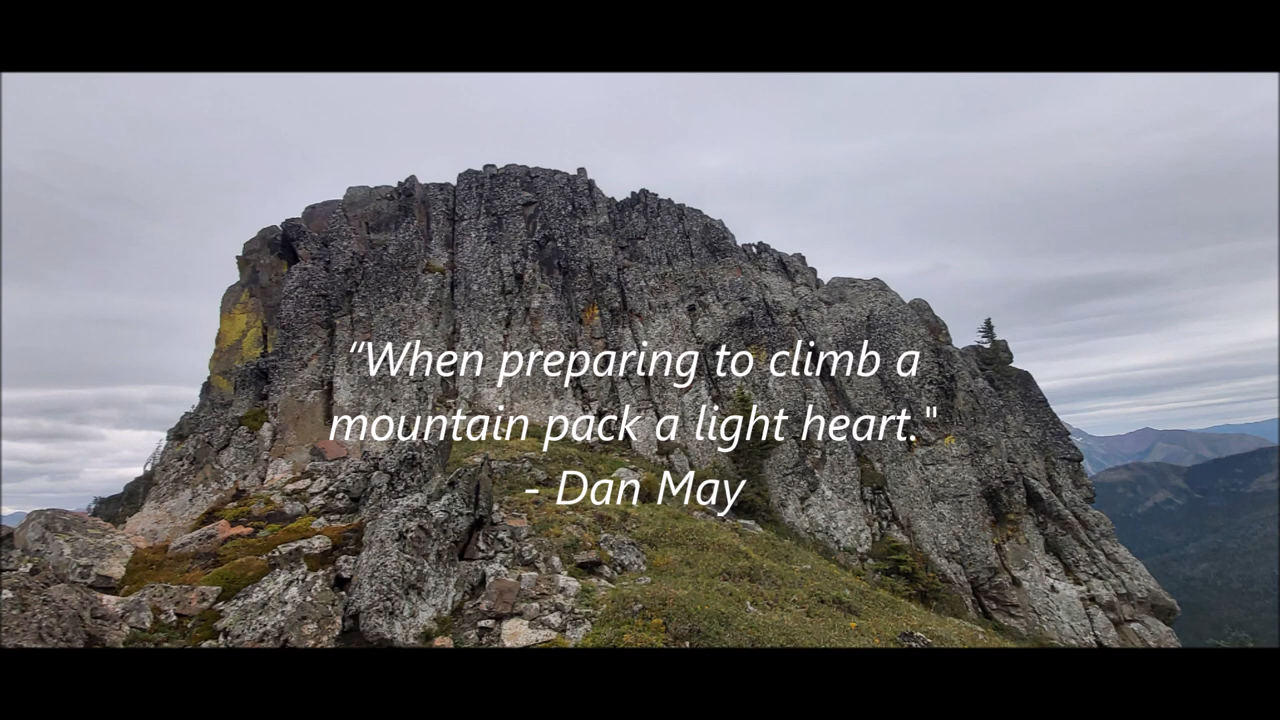 “When preparing to climb a
mountain pack a light heart."
- Dan May